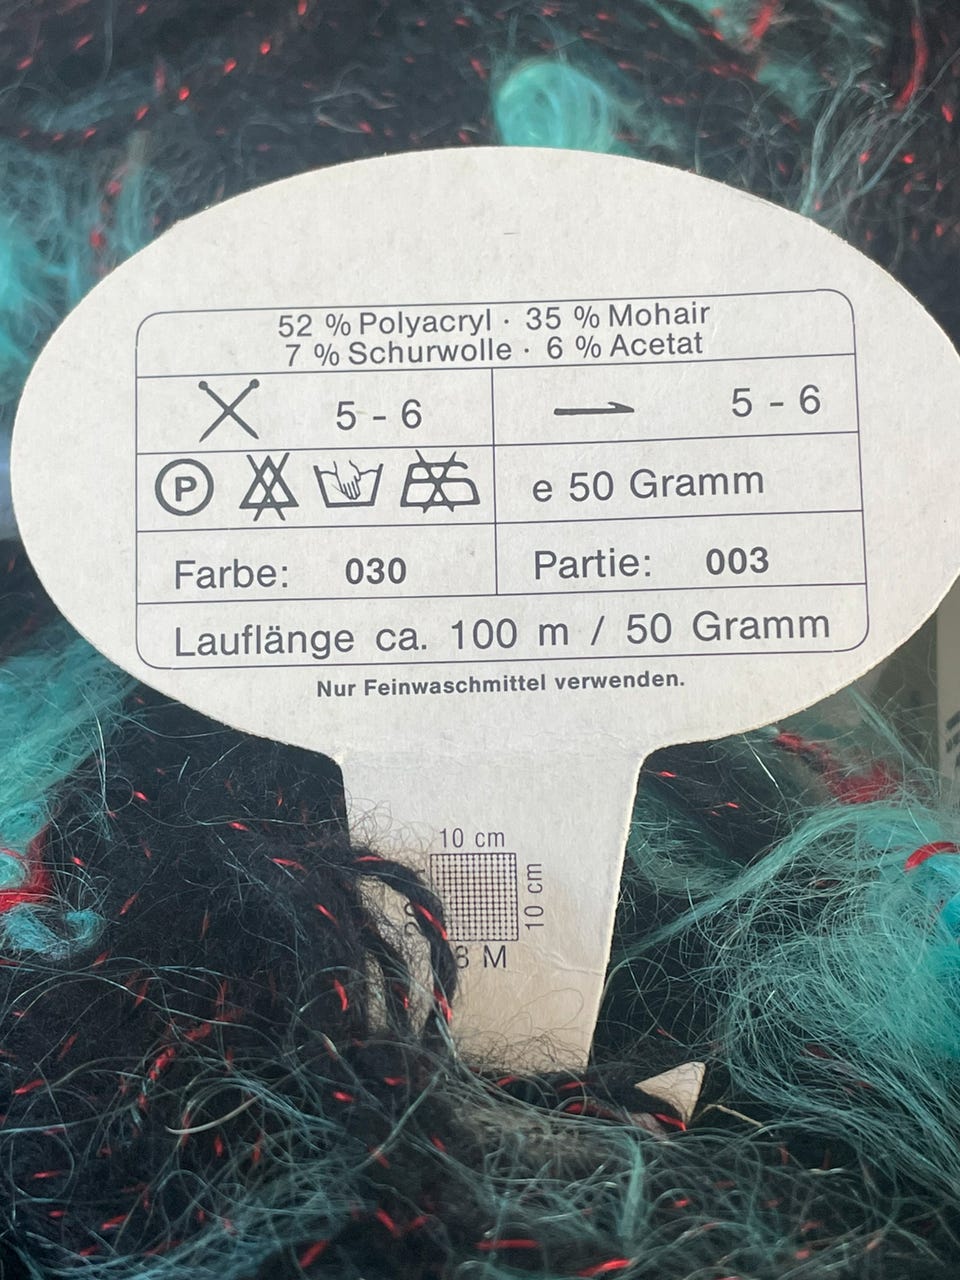 52 % Polyacryl · 35 % Mohair
7 % Schurwolle · 6 % Acetat
5 - 6
5 - 6
P
e 50 Gramm
Farbe: 030
Partie: 003
Lauflänge ca. 100 m / 50 Gramm
Nur Feinwaschmittel verwenden.
10 cm
10 cm
M